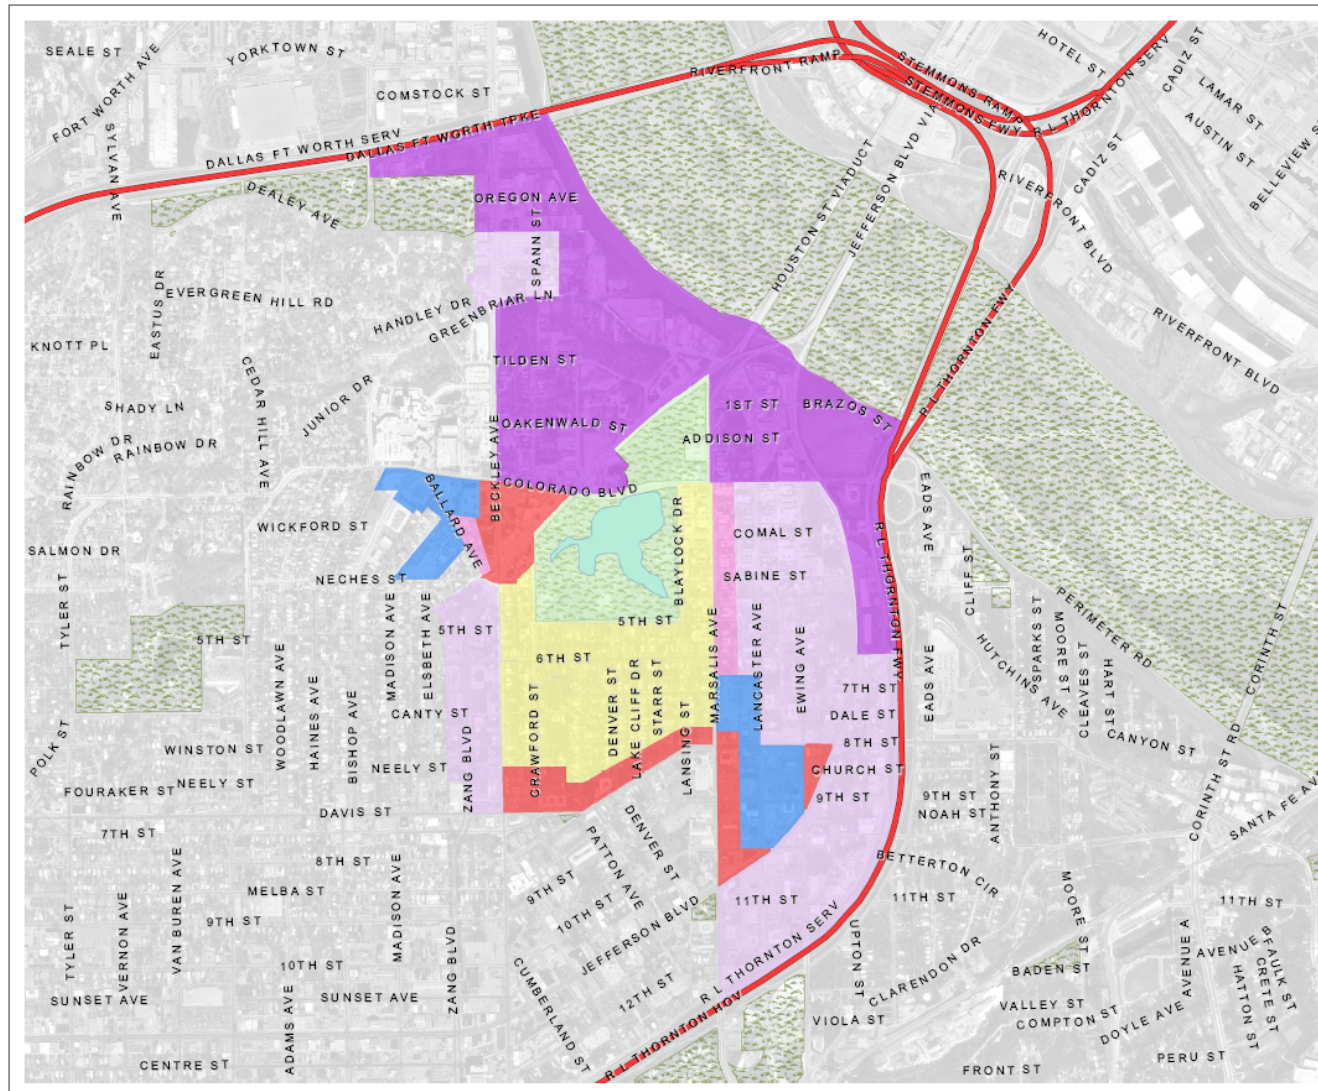 SEALE ST
YORKTOWN ST
FORT WORTH AVE
COMSTOCK ST
SYLVAN AVE
DALLAS FT WORTH SERV
DALLAS FT WORTH TPKE
RIVERFRONT RAMP
STEMMONS RAMP
STEMMONS FWY
R L THORNTON SERV
HOTEL ST
CADIZ ST
LAMAR ST
AUSTIN ST
CADIZ ST
RIVERFRONT BLVD
HOUSTON ST VIADUCT
JEFFERSON BLVD VIA
DEALEY AVE
OREGON AVE
SPANN ST
EASTUS DR
EVERGREEN HILL RD
HANDLEY DR
GREENBRIAR LN
RIVERFRONT BLVD
KNOTT PL
CEDAR HILL AVE
TILDEN ST
R L THORNTON FWY
JUNIOR DR
SHADY LN
1ST ST
BRAZOS ST
RAINBOW DR
RAINBOW DR
BECKLEY AVE
OAKENWALD ST
ADDISON ST
COLORADO BLVD
BALLARD AVE
WICKFORD ST
BLAYLOCK DR
COMAL ST
EADS AVE
R L THORNTON FWY
SALMON DR
TYLER ST
NECHES ST
SABINE ST
CLIFF ST
PERIMETER RD
CORINTH ST
5TH ST
MADISON AVE
ELSBETH AVE
5TH ST
5TH ST
MARSALIS AVE
LANCASTER AVE
EWING AVE
HUTCHINS AVE
SPARKS ST
MOORE ST
CLEAVES ST
HART ST
6TH ST
WOODLAWN AVE
HAINES AVE
BISHOP AVE
CANTY ST
ZANG BLVD
CRAWFORD ST
DENVER ST
LAKE CLIFF DR
STARR ST
LANSING ST
7TH ST
DALE ST
EADS AVE
8TH ST
CANYON ST
POLK ST
WINSTON ST
NEELY ST
NEELY ST
FOURAKER ST
CHURCH ST
9TH ST
9TH ST
NOAH ST
ANTHONY ST
CORINTH ST RD
SANTA FE AV
DAVIS ST
7TH ST
DENVER ST
PATTON AVE
8TH ST
BETTERTON CIR
9TH ST
MELBA ST
11TH ST
11TH ST
MOORE ST
11TH ST
VAN BUREN AVE
VERNON AVE
TYLER ST
9TH ST
MADISON AVE
10TH ST
JEFFERSON BLVD
ZANG BLVD
UPTON ST
CLARENDON DR
AVENUE A
AVENUE B
FAULK ST
CRETE ST
HATTON ST
10TH ST
SUNSET AVE
SUNSET AVE
ADAMS AVE
CUMBERLAND ST
12TH ST
R L THORNTON SERV
R L THORNTON HOV
BADEN ST
VALLEY ST
COMPTON ST
DOYLE AVE
VIOLA ST
CENTRE ST
FRONT ST
PERU ST